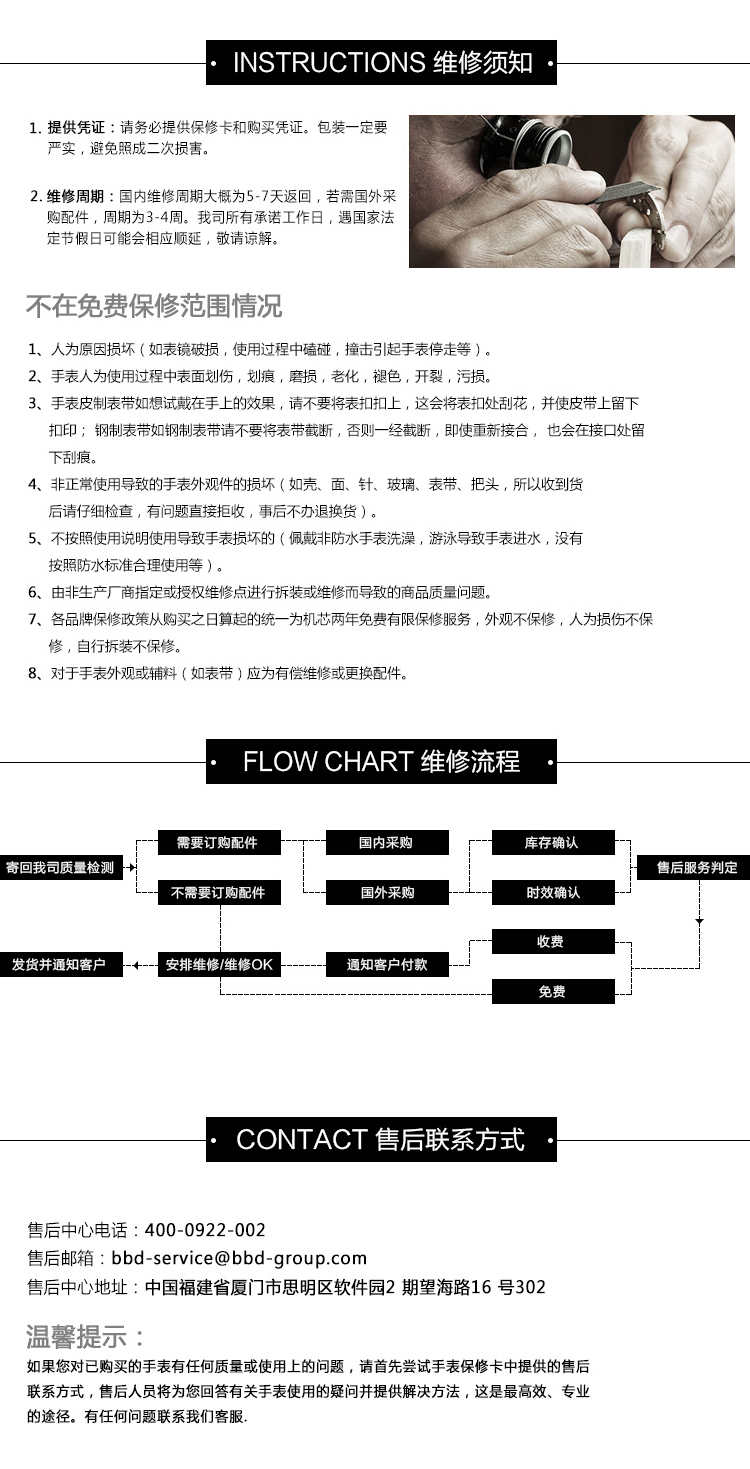 INSTRUCTIONS 维修须知
1. 提供凭证：请务必提供保修卡和购买凭证。包装一定要
严实，避免照成二次损害。
2. 维修周期：国内维修周期大概为5-7天返回，若需国外采
购配件，周期为3-4周。我司所有承诺工作日，遇国家法
定节假日可能会相应顺延，敬请谅解。
不在免费保修范围情况
1、人为原因损坏（如表镜破损，使用过程中磕碰，撞击引起手表停走等）。
2、手表人为使用过程中表面划伤，划痕，磨损，老化，褪色，开裂，污损。
3、手表皮制表带如想试戴在手上的效果，请不要将表扣扣上，这会将表扣处刮花，并使皮带上留下
扣印； 钢制表带如钢制表带请不要将表带截断，否则一经截断，即使重新接合， 也会在接口处留
下刮痕。
4、非正常使用导致的手表外观件的损坏（如壳、面、针、玻璃、表带、把头，所以收到货
后请仔细检查，有问题直接拒收，事后不办退换货）。
5、不按照使用说明使用导致手表损坏的（佩戴非防水手表洗澡，游泳导致手表进水，没有
按照防水标准合理使用等）。
6、由非生产厂商指定或授权维修点进行拆装或维修而导致的商品质量问题。
7、各品牌保修政策从购买之日算起的统一为机芯两年免费有限保修服务，外观不保修，人为损伤不保
修，自行拆装不保修。
8、对于手表外观或辅料（如表带）应为有偿维修或更换配件。
FLOW CHART 维修流程
需要订购配件
国内采购
库存确认
寄回我司质量检测
售后服务判定
不需要订购配件
国外采购
时效确认
收费
发货并通知客户
安排维修/维修OK
通知客户付款
免费
CONTACT 售后联系方式
售后中心电话：400-0922-002
售后邮箱：bbd-service@bbd-group.com
售后中心地址：中国福建省厦门市思明区软件园2 期望海路16 号302
温馨提示：
如果您对已购买的手表有任何质量或使用上的问题，请首先尝试手表保修卡中提供的售后
联系方式，售后人员将为您回答有关手表使用的疑问并提供解决方法，这是最高效、专业
的途径。有任何问题联系我们客服.